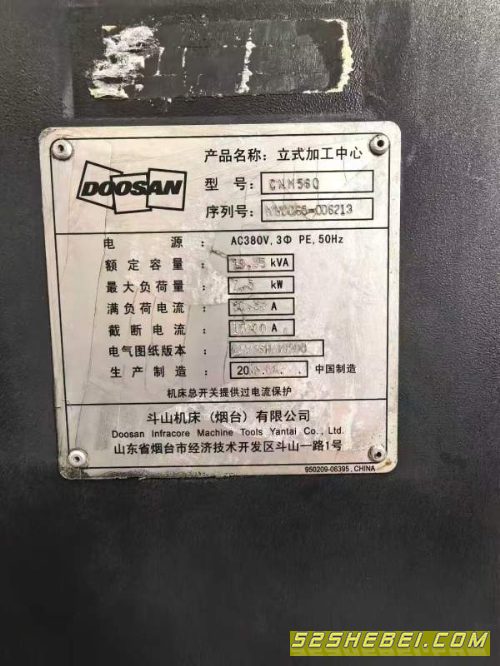 DOOSAN
产品名称: 立式加工中心
型 号:
序列号:
电 源 : AC380V, 3Φ PE, 50Hz
额定容量 : kVA
最大负荷量 : kW
满负荷电流 : A
截断电流 : A
电气图纸版本 :
生产制造 : 中国制造
机床总开关提供过电流保护
斗山机床 (烟台) 有限公司
Doosan Infracore Machine Tools Yantai Co., Ltd.
山东省烟台市经济技术开发区斗山一路1号
950209-06395, CHINA
52SHEBEI.COM